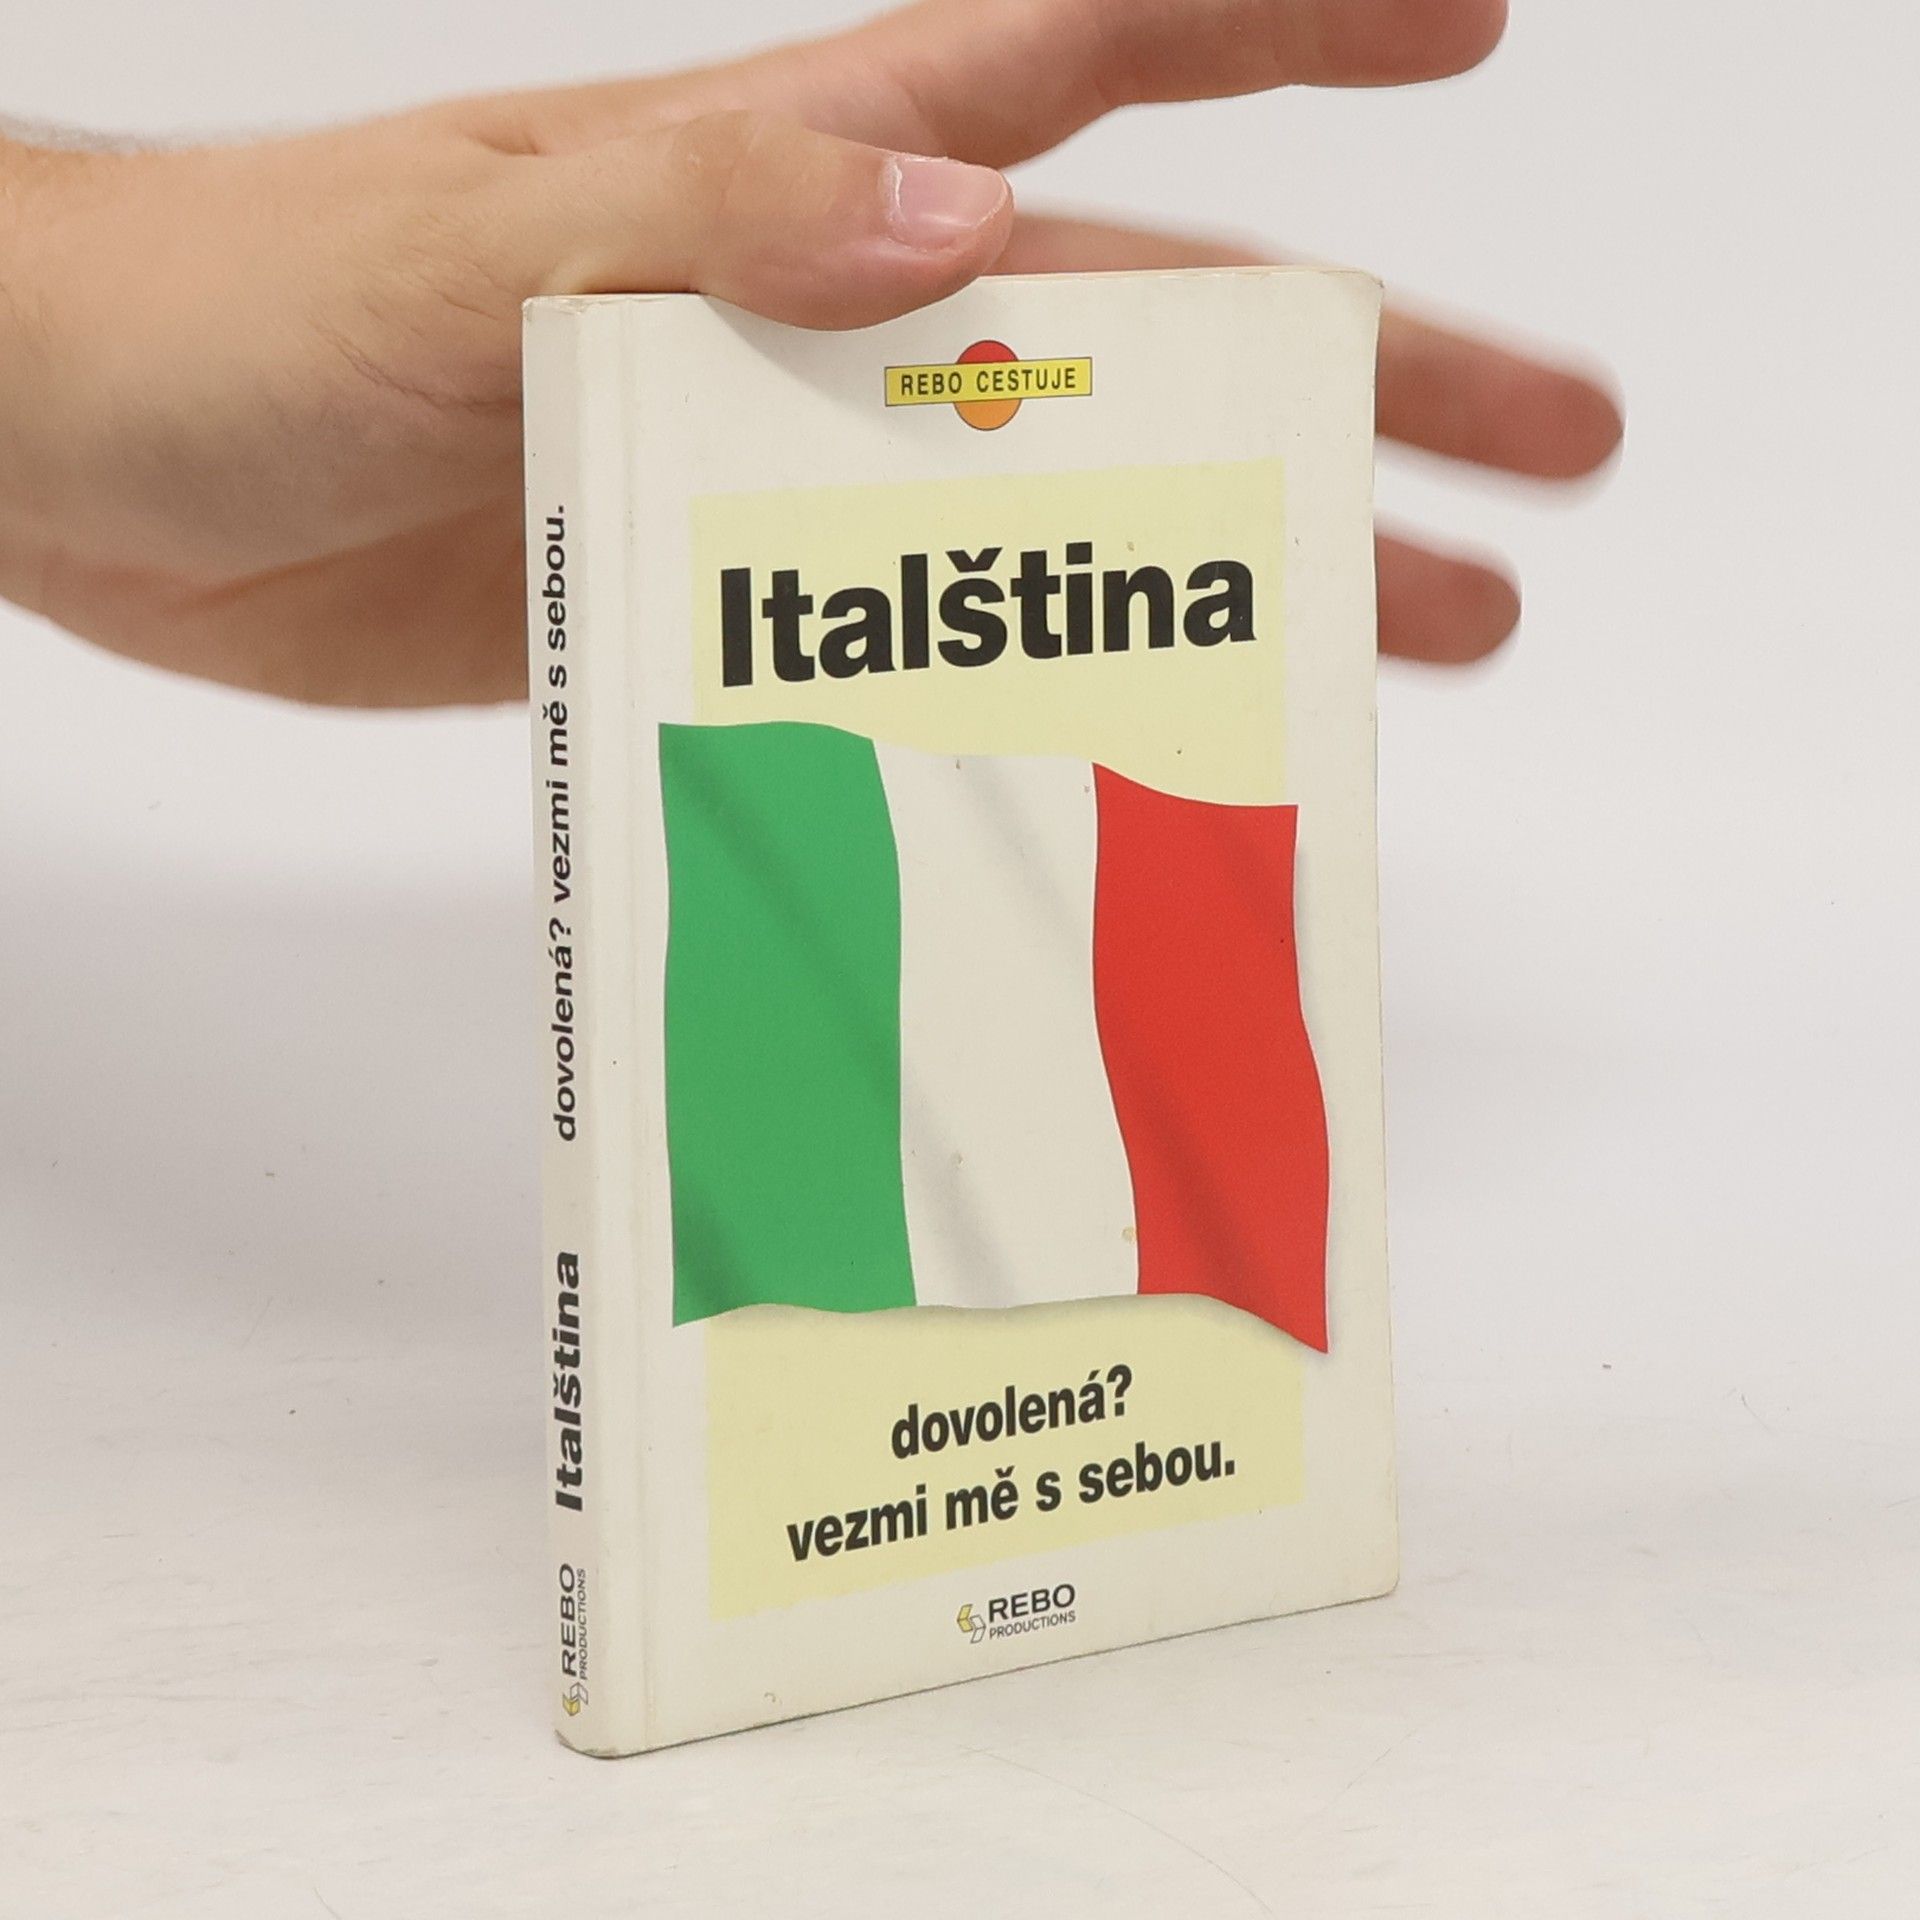 REBO CESTUJE
Italština
dovolená?
vezmi mě s sebou.
REBO
PRODUCTIONS
REBO
PRODUCTIONS
Italština
dovolená? vezmi mě s sebou.